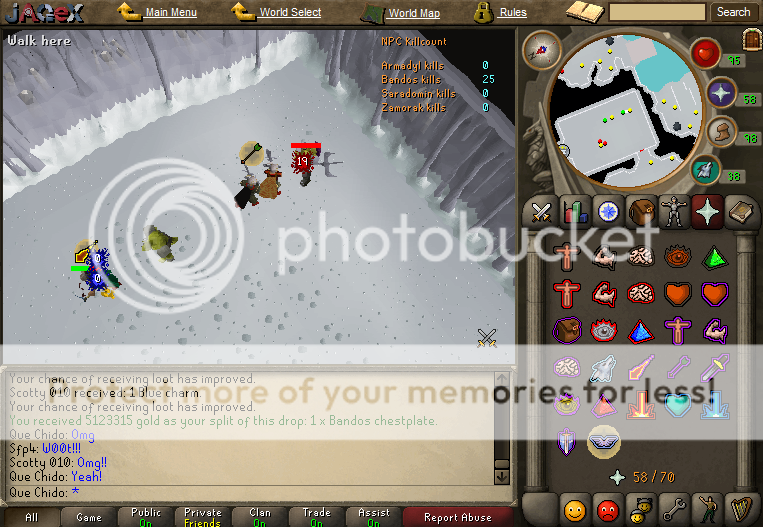 JAGEX
Main Menu
World Select
World Map
Rules
Search
Walk here
NPC Killcount
Armadyl kills 0
Bandos kills 25
Saradomin kills 0
Zamorak kills 0
95
58
98
38
19
0
0
photobucket
Your chance of receiving loot has improved.
Scotty 010 received: 1 Blue charm.
Your chance of receiving loot has improved.
more of your memories for less!
You received 5123315 gold as your split of this drop: 1 x Bandos chestplate.
Que Chido: Omg
Sfp4: W00t!!!
Scotty 010: Omg!!
Que Chido: Yeah!
Que Chido: *
58 / 70
All
Game
Public
On
Private
Friends
Clan
On
Trade
On
Assist
On
Report Abuse